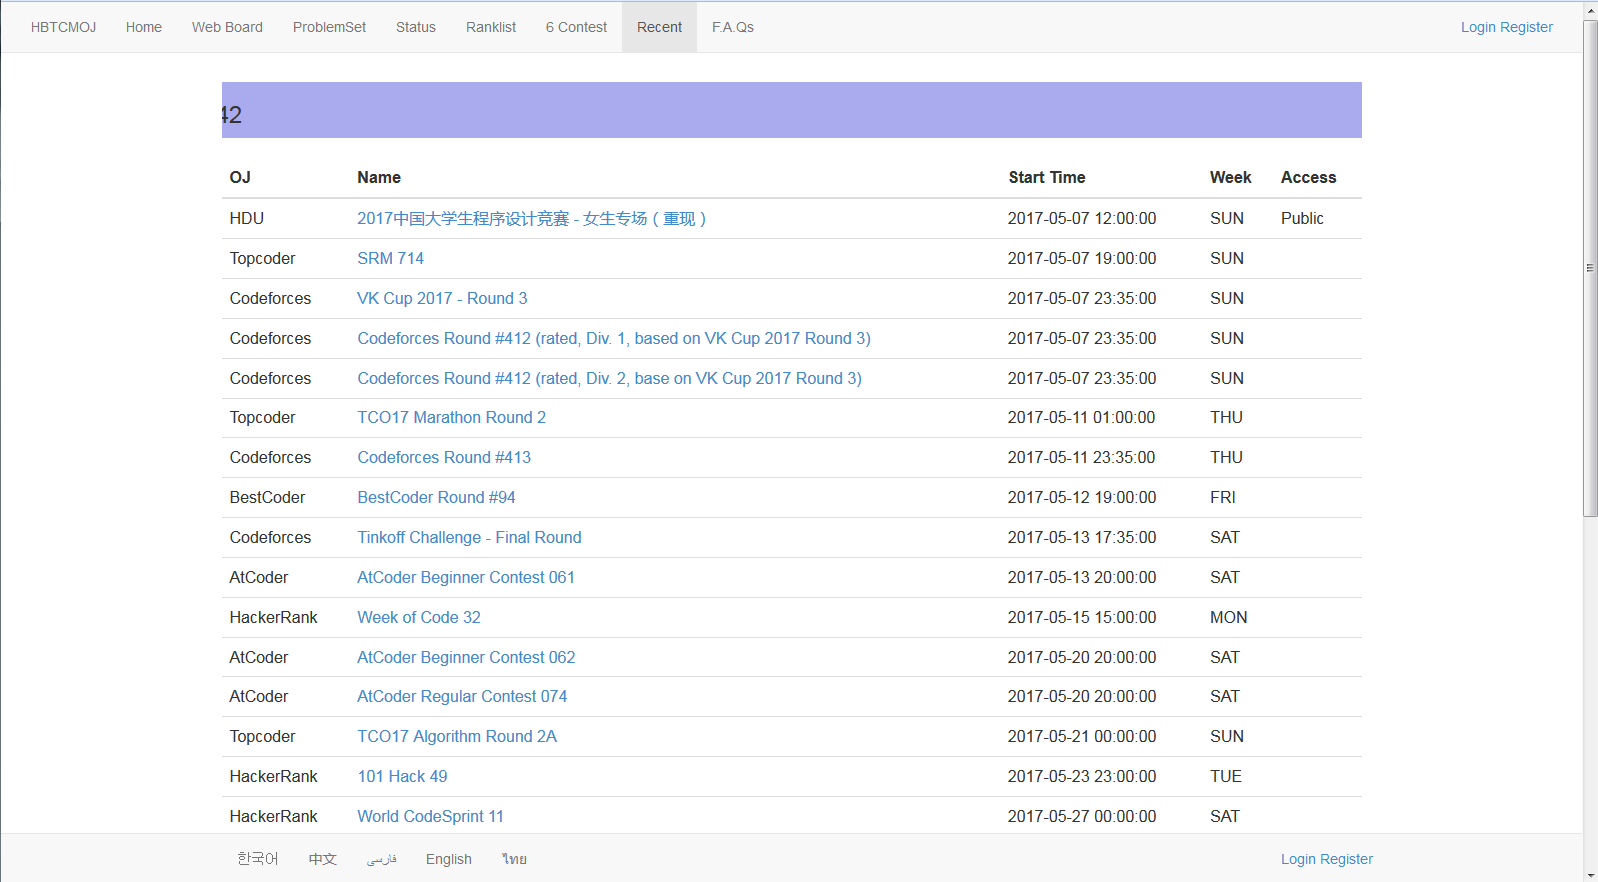 HBTCMOJ Home Web Board ProblemSet Status Ranklist 6 Contest Recent F.A.Qs Login Register
42
OJ Name Start Time Week Access
HDU 2017中国大学生程序设计竞赛 - 女生专场（重现） 2017-05-07 12:00:00 SUN Public
Topcoder SRM 714 2017-05-07 19:00:00 SUN
Codeforces VK Cup 2017 - Round 3 2017-05-07 23:35:00 SUN
Codeforces Codeforces Round #412 (rated, Div. 1, based on VK Cup 2017 Round 3) 2017-05-07 23:35:00 SUN
Codeforces Codeforces Round #412 (rated, Div. 2, base on VK Cup 2017 Round 3) 2017-05-07 23:35:00 SUN
Topcoder TCO17 Marathon Round 2 2017-05-11 01:00:00 THU
Codeforces Codeforces Round #413 2017-05-11 23:35:00 THU
BestCoder BestCoder Round #94 2017-05-12 19:00:00 FRI
Codeforces Tinkoff Challenge - Final Round 2017-05-13 17:35:00 SAT
AtCoder AtCoder Beginner Contest 061 2017-05-13 20:00:00 SAT
HackerRank Week of Code 32 2017-05-15 15:00:00 MON
AtCoder AtCoder Beginner Contest 062 2017-05-20 20:00:00 SAT
AtCoder AtCoder Regular Contest 074 2017-05-20 20:00:00 SAT
Topcoder TCO17 Algorithm Round 2A 2017-05-21 00:00:00 SUN
HackerRank 101 Hack 49 2017-05-23 23:00:00 TUE
HackerRank World CodeSprint 11 2017-05-27 00:00:00 SAT
한국어 中文 فارسی English ไทย Login Register